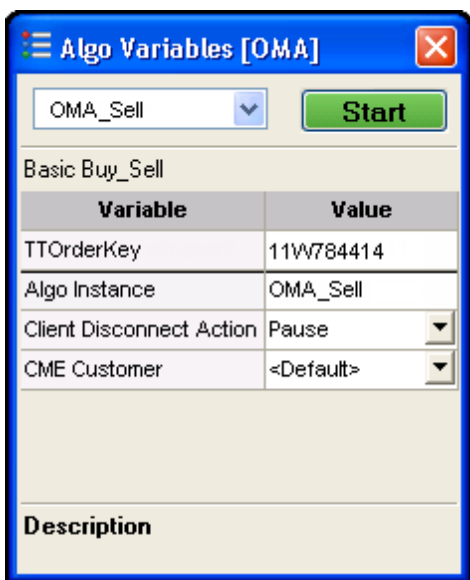 Algo Variables [OMA]
OMA_Sell Start
Basic Buy_Sell
Variable Value
TTOrderKey 11W784414
Algo Instance OMA_Sell
Client Disconnect Action Pause
CME Customer <Default>
Description